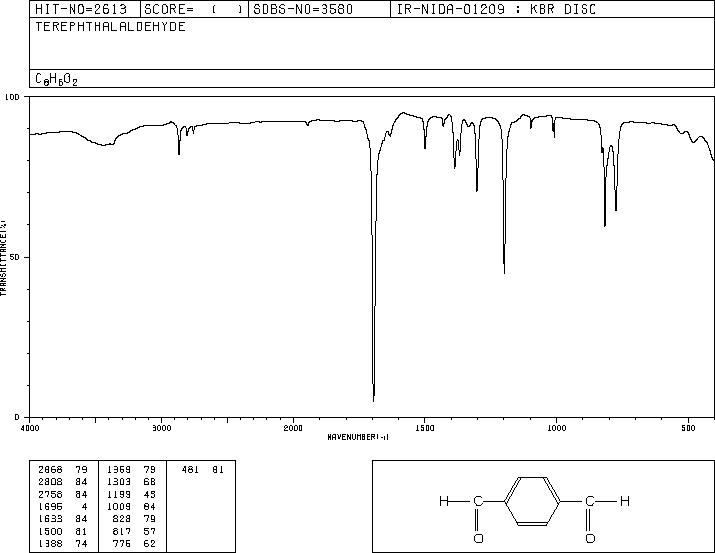 HIT-NO=2613 SCORE= ( ) SDBS-NO=3580 IR-NIDA-01209 : KBR DISC
TEREPHTHALALDEHYDE
C8H6O2
100
50
0
TRANSMITTANCE(%)
4000 3000 2000 1500 1000 500
WAVENUMBER(-1)
2868 79 1369 79 481 81
2808 84 1303 68
2758 84 1199 43
1695 4 1009 84
1633 84 828 79
1500 81 817 57
1388 74 776 62
H C C H
O O